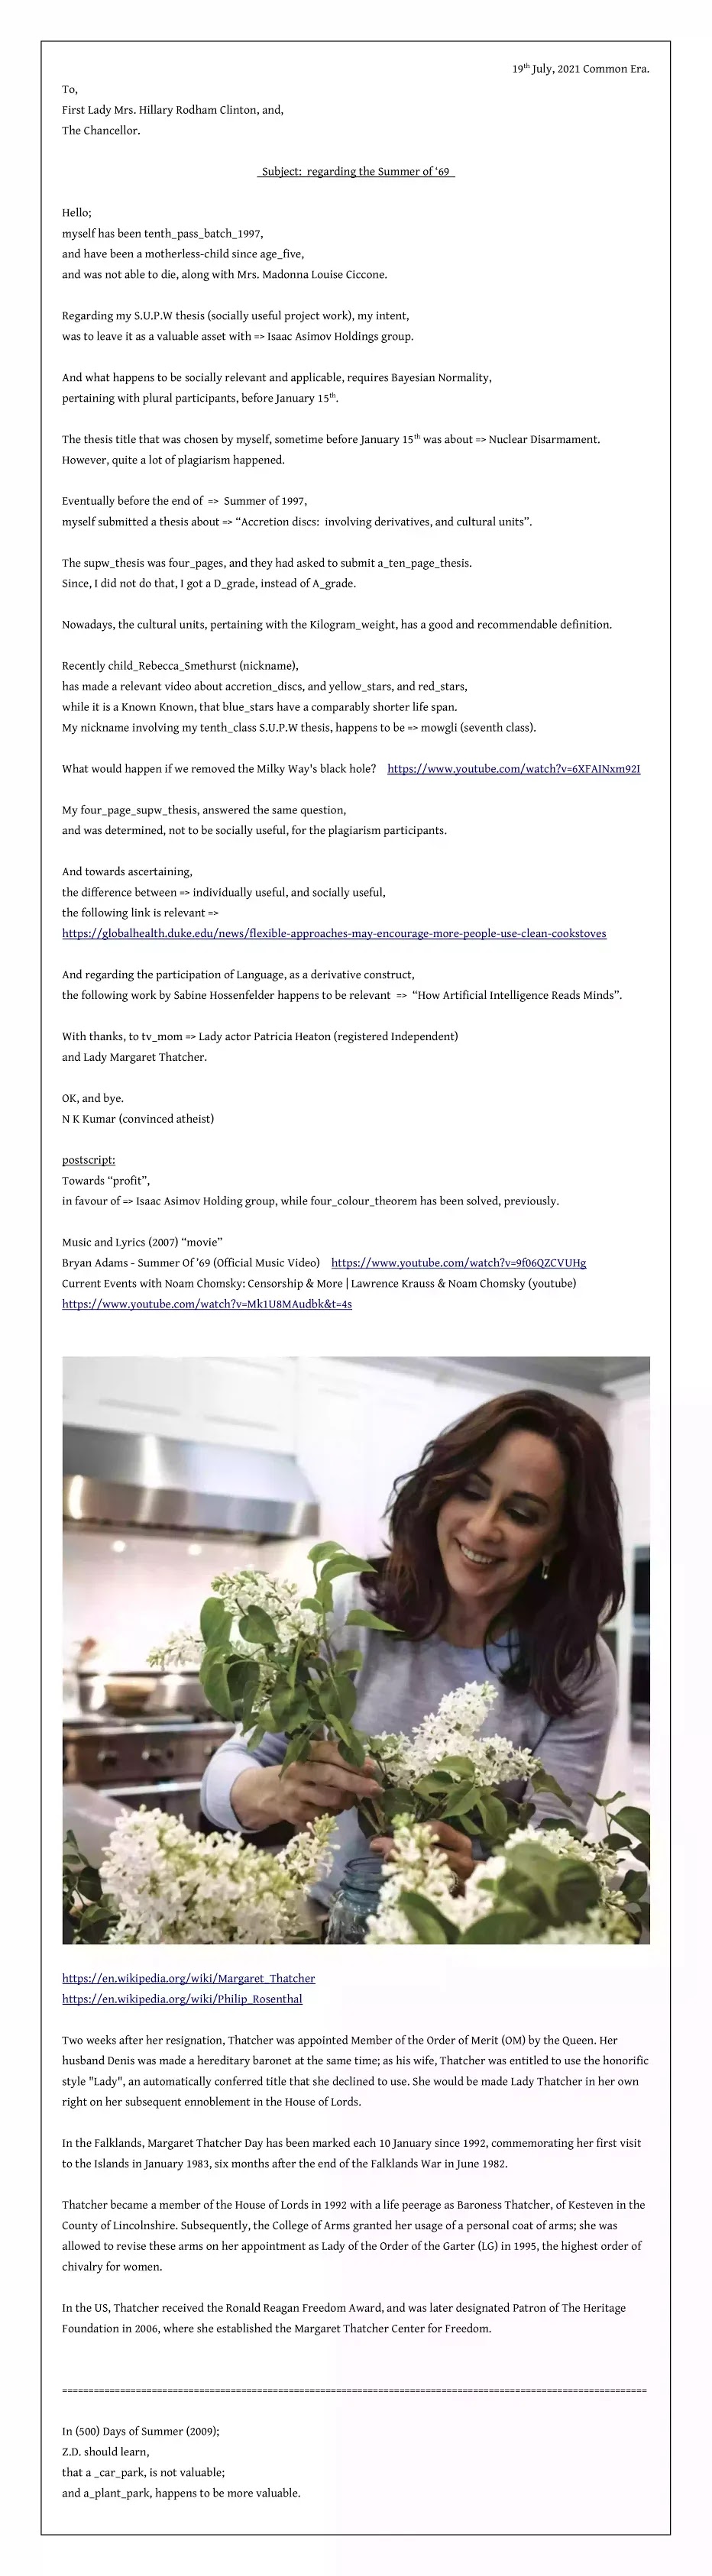 19th July, 2021 Common Era.
To,
First Lady Mrs. Hillary Rodham Clinton, and,
The Chancellor.
Subject: regarding the Summer of ‘69
Hello;
myself has been tenth_pass_batch_1997,
and have been a motherless-child since age_five,
and was not able to die, along with Mrs. Madonna Louise Ciccone.
Regarding my S.U.P.W thesis (socially useful project work), my intent,
was to leave it as a valuable asset with => Isaac Asimov Holdings group.
And what happens to be socially relevant and applicable, requires Bayesian Normality,
pertaining with plural participants, before January 15th.
The thesis title that was chosen by myself, sometime before January 15th was about => Nuclear Disarmament.
However, quite a lot of plagiarism happened.
Eventually before the end of => Summer of 1997,
myself submitted a thesis about => “Accretion discs: involving derivatives, and cultural units”.
The supw_thesis was four_pages, and they had asked to submit a_ten_page_thesis.
Since, I did not do that, I got a D_grade, instead of A_grade.
Nowadays, the cultural units, pertaining with the Kilogram_weight, has a good and recommendable definition.
Recently child_Rebecca_Smethurst (nickname),
has made a relevant video about accretion_discs, and yellow_stars, and red_stars,
while it is a Known Known, that blue_stars have a comparably shorter life span.
My nickname involving my tenth_class S.U.P.W thesis, happens to be => mowgli (seventh class).
What would happen if we removed the Milky Way's black hole? https://www.youtube.com/watch?v=6XFAINxm92I
My four_page_supw_thesis, answered the same question,
and was determined, not to be socially useful, for the plagiarism participants.
And towards ascertaining,
the difference between => individually useful, and socially useful,
the following link is relevant =>
https://globalhealth.duke.edu/news/flexible-approaches-may-encourage-more-people-use-clean-cookstoves
And regarding the participation of Language, as a derivative construct,
the following work by Sabine Hossenfelder happens to be relevant => “How Artificial Intelligence Reads Minds”.
With thanks, to tv_mom => Lady actor Patricia Heaton (registered Independent)
and Lady Margaret Thatcher.
OK, and bye.
N K Kumar (convinced atheist)
postscript:
Towards “profit”,
in favour of => Isaac Asimov Holding group, while four_colour_theorem has been solved, previously.
Music and Lyrics (2007) “movie”
Bryan Adams - Summer Of ‘69 (Official Music Video) https://www.youtube.com/watch?v=9f06QZCVUHg
Current Events with Noam Chomsky: Censorship & More | Lawrence Krauss & Noam Chomsky (youtube)
https://www.youtube.com/watch?v=Mk1U8MAudbk&t=4s
https://en.wikipedia.org/wiki/Margaret_Thatcher
https://en.wikipedia.org/wiki/Philip_Rosenthal
Two weeks after her resignation, Thatcher was appointed Member of the Order of Merit (OM) by the Queen. Her
husband Denis was made a hereditary baronet at the same time; as his wife, Thatcher was entitled to use the honorific
style "Lady", an automatically conferred title that she declined to use. She would be made Lady Thatcher in her own
right on her subsequent ennoblement in the House of Lords.
In the Falklands, Margaret Thatcher Day has been marked each 10 January since 1992, commemorating her first visit
to the Islands in January 1983, six months after the end of the Falklands War in June 1982.
Thatcher became a member of the House of Lords in 1992 with a life peerage as Baroness Thatcher, of Kesteven in the
County of Lincolnshire. Subsequently, the College of Arms granted her usage of a personal coat of arms; she was
allowed to revise these arms on her appointment as Lady of the Order of the Garter (LG) in 1995, the highest order of
chivalry for women.
In the US, Thatcher received the Ronald Reagan Freedom Award, and was later designated Patron of The Heritage
Foundation in 2006, where she established the Margaret Thatcher Center for Freedom.
In (500) Days of Summer (2009);
Z.D. should learn,
that a _car_park, is not valuable;
and a_plant_park, happens to be more valuable.